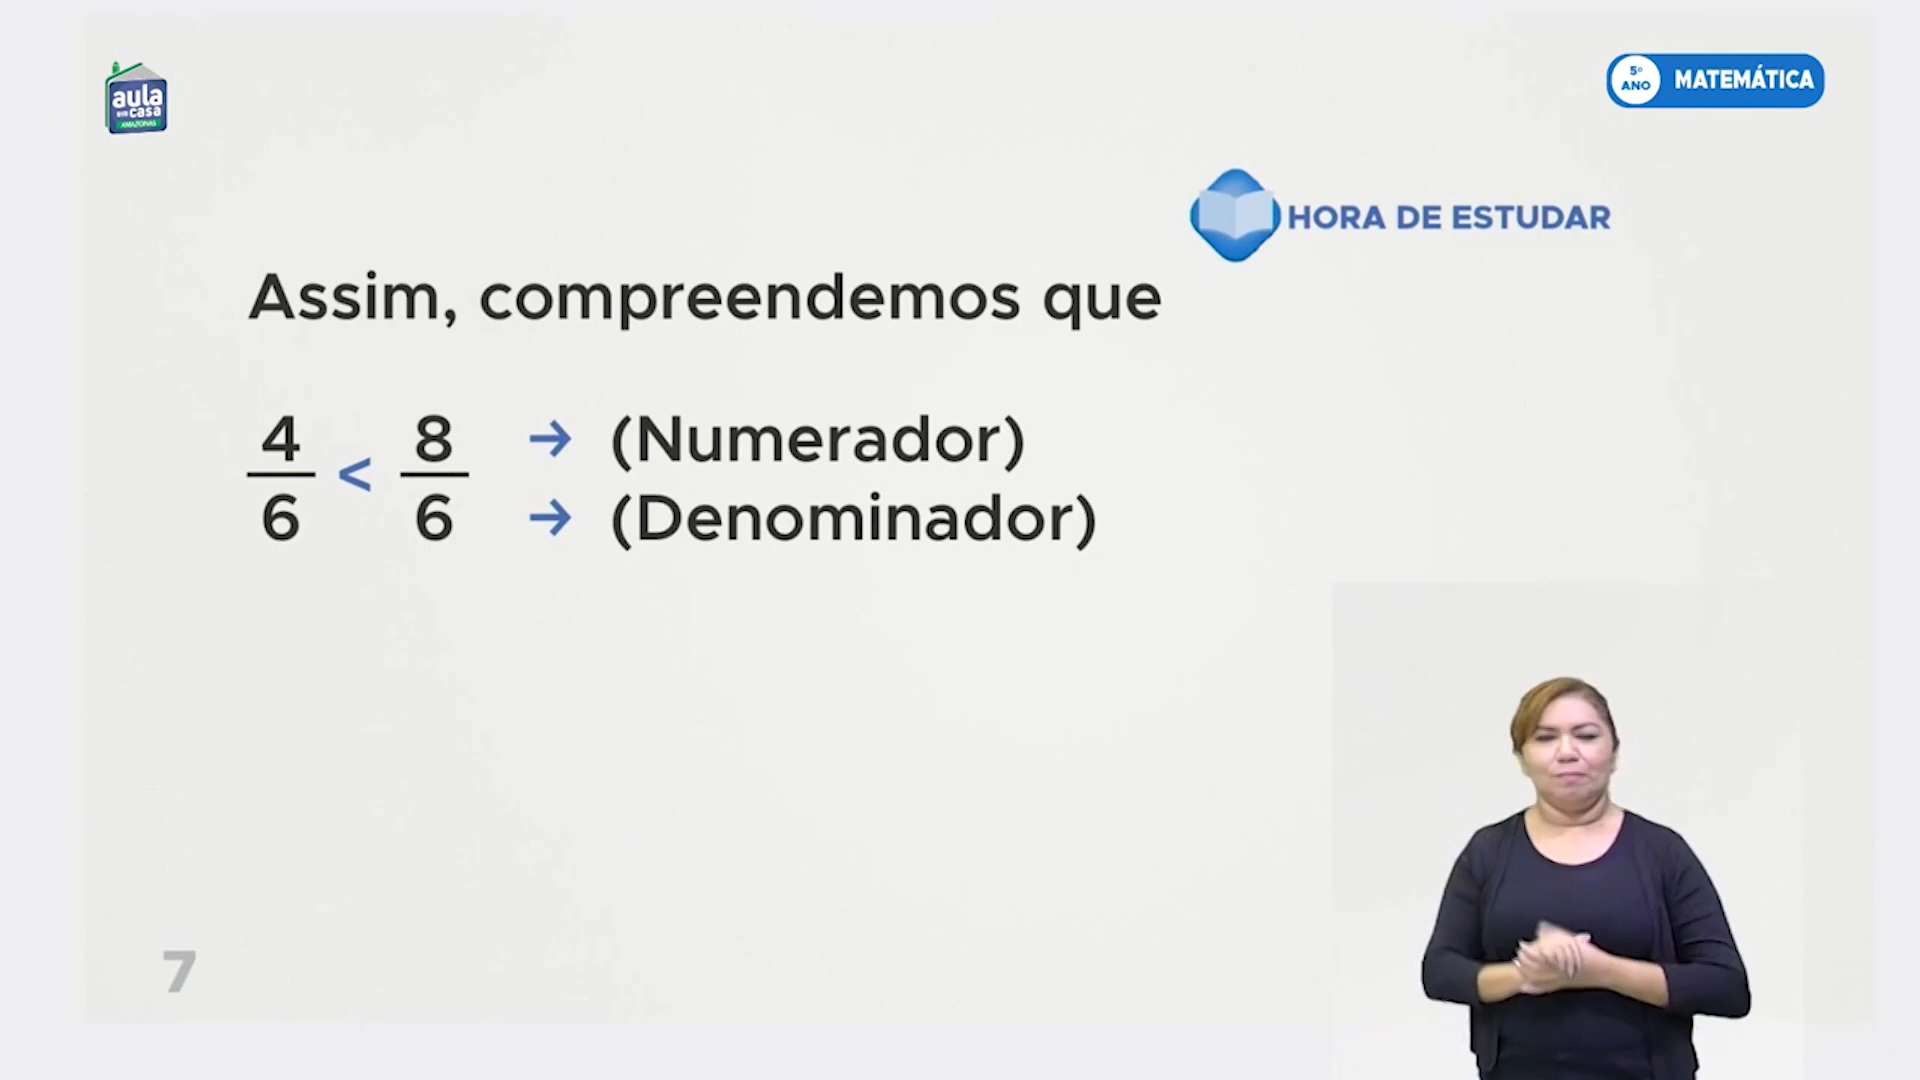 aula
em casa
AMAZONAS
5º
ANO
MATEMÁTICA
HORA DE ESTUDAR
Assim, compreendemos que
4/6 < 8/6
→ (Numerador)
→ (Denominador)
7